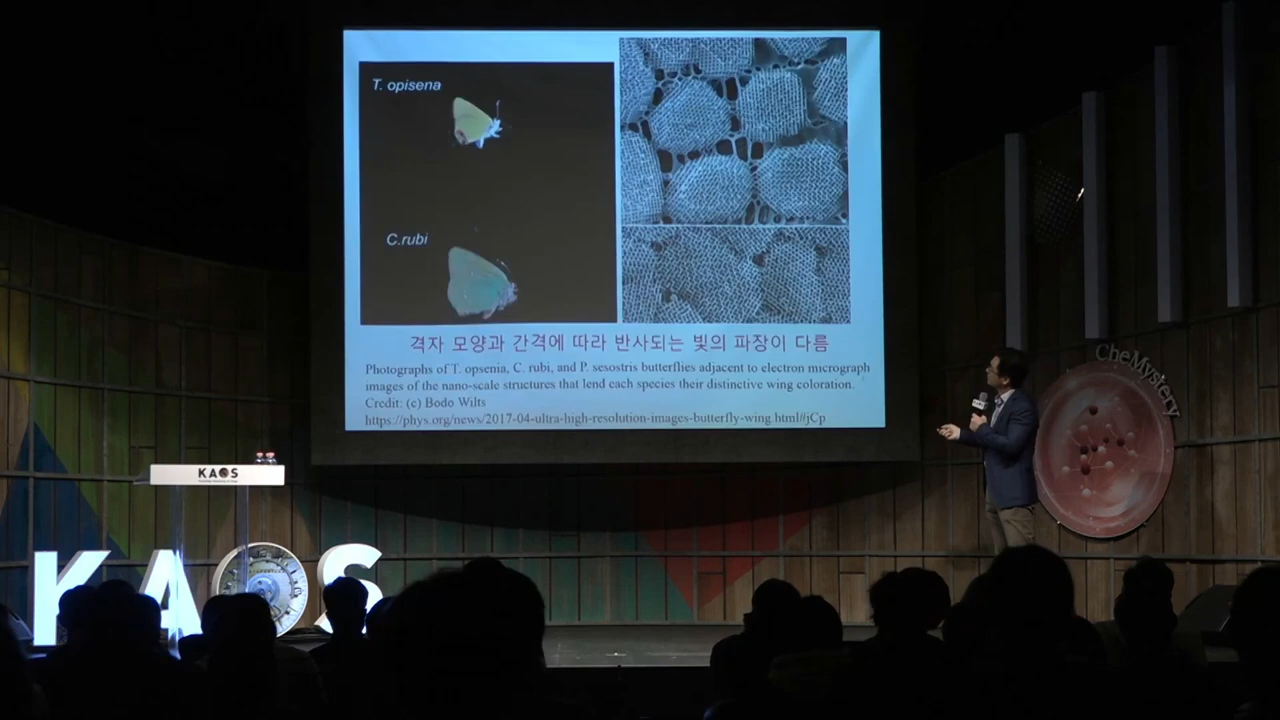 T. opisena
C.rubi
격자 모양과 간격에 따라 반사되는 빛의 파장이 다름
Photographs of T. opsenia, C. rubi, and P. sesostris butterflies adjacent to electron micrograph
images of the nano-scale structures that lend each species their distinctive wing coloration.
Credit: (c) Bodo Wilts
https://phys.org/news/2017-04-ultra-high-resolution-images-butterfly-wing.html#jCp
CheMystery
KAOS
KAOS